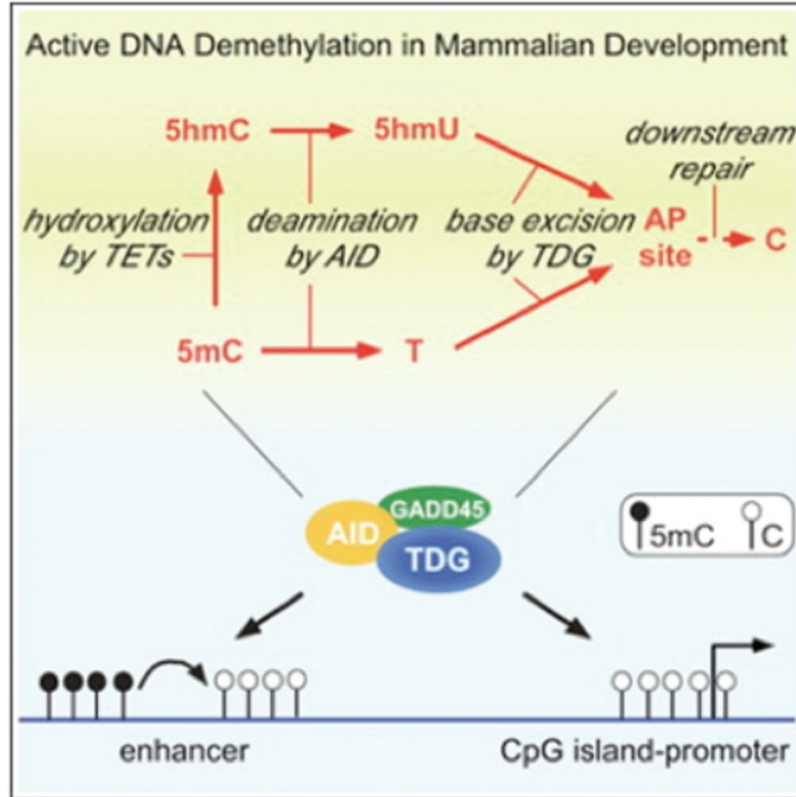 Active DNA Demethylation in Mammalian Development
5hmC
5hmU
downstream
repair
hydroxylation
by TETs
deamination
by AID
base excision
by TDG
AP
site
C
5mC
T
GADD45
AID
TDG
5mC
C
enhancer
CpG island-promoter